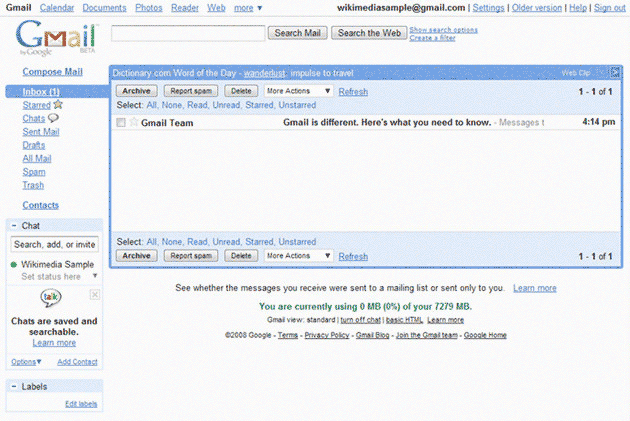 Gmail Calendar Documents Photos Reader Web more ▼ wikimediasample@gmail.com | Settings | Older version | Help | Sign out
Gmail by Google BETA
Search Mail Search the Web Show search options
Create a filter
Compose Mail
Inbox (1)
Starred
Chats
Sent Mail
Drafts
All Mail
Spam
Trash
Contacts
Dictionary.com Word of the Day - wanderlust: impulse to travel Web Clip
Archive Report spam Delete More Actions ▼ Refresh 1 - 1 of 1
Select: All, None, Read, Unread, Starred, Unstarred
Gmail Team Gmail is different. Here's what you need to know. - Messages t 4:14 pm
Select: All, None, Read, Unread, Starred, Unstarred
Archive Report spam Delete More Actions ▼ Refresh 1 - 1 of 1
− Chat
Search, add, or invite
Wikimedia Sample
Set status here ▼
talk
Chats are saved and
searchable.
Learn more
Options▼ Add Contact
− Labels
Edit labels
See whether the messages you receive were sent to a mailing list or sent only to you. Learn more
You are currently using 0 MB (0%) of your 7279 MB.
Gmail view: standard | turn off chat | basic HTML Learn more
©2008 Google - Terms - Privacy Policy - Gmail Blog - Join the Gmail team - Google Home